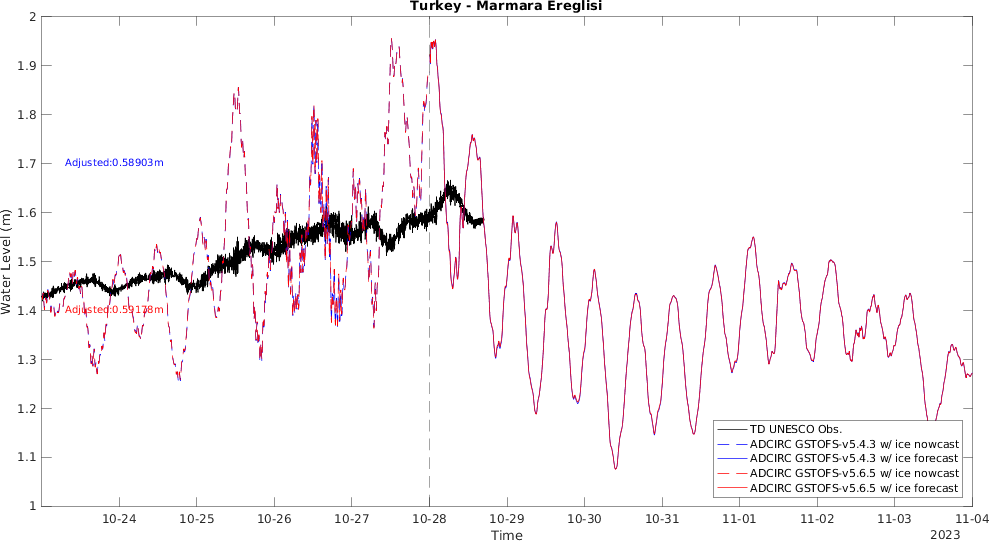 Turkey - Marmara Ereglisi
Water Level (m)
2
1.9
1.8
1.7
1.6
1.5
1.4
1.3
1.2
1.1
1
Adjusted:0.58903m
Adjusted:0.59178m
TD UNESCO Obs.
ADCIRC GSTOFS-v5.4.3 w/ ice nowcast
ADCIRC GSTOFS-v5.4.3 w/ ice forecast
ADCIRC GSTOFS-v5.6.5 w/ ice nowcast
ADCIRC GSTOFS-v5.6.5 w/ ice forecast
10-24 10-25 10-26 10-27 10-28 10-29 10-30 10-31 11-01 11-02 11-03 11-04
Time
2023